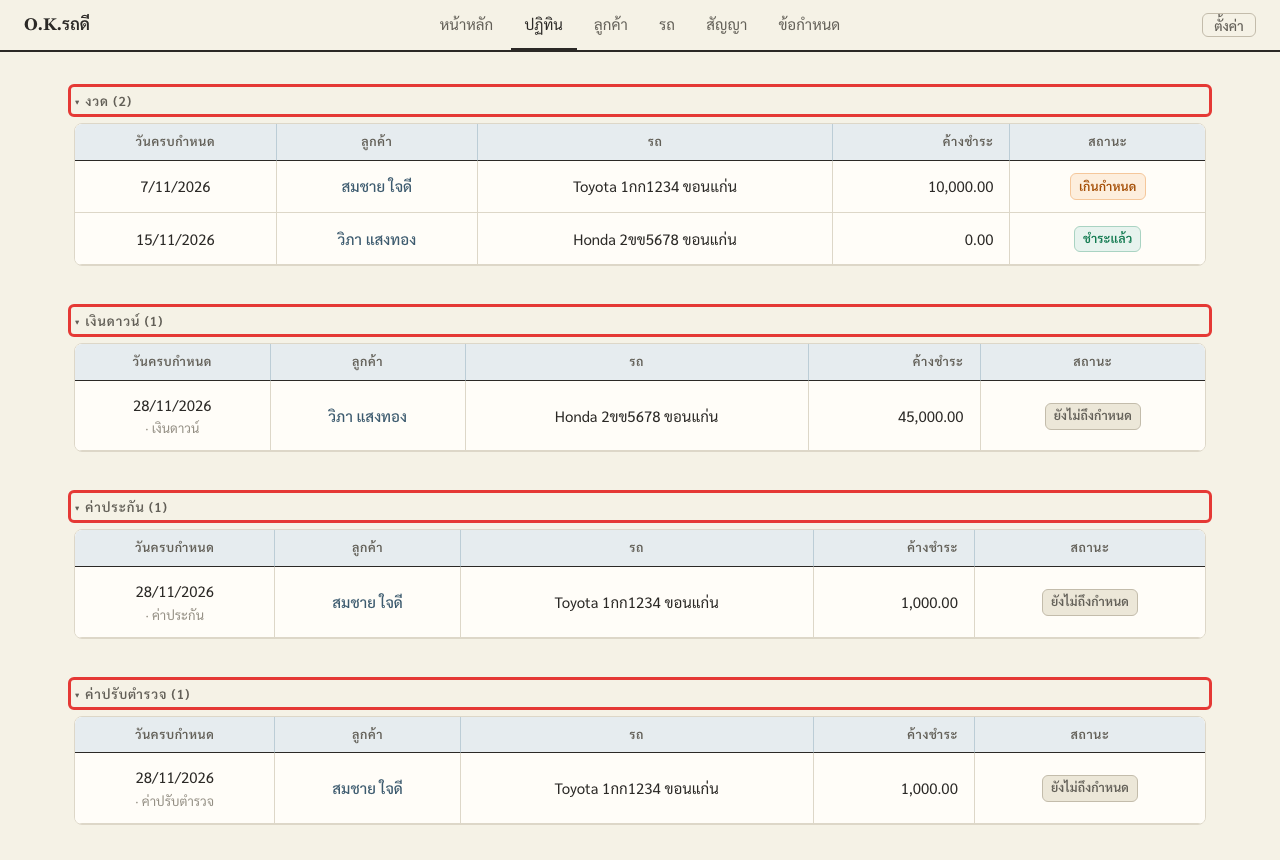 O.K.รถดี หน้าหลัก ปฏิทิน ลูกค้า รถ สัญญา ข้อกำหนด ตั้งค่า
▾ งวด (2)
วันครบกำหนด ลูกค้า รถ ค้างชำระ สถานะ
7/11/2026 สมชาย ใจดี Toyota 1กก1234 ขอนแก่น 10,000.00 เกินกำหนด
15/11/2026 วิภา แสงทอง Honda 2ขข5678 ขอนแก่น 0.00 ชำระแล้ว
▾ เงินดาวน์ (1)
วันครบกำหนด ลูกค้า รถ ค้างชำระ สถานะ
28/11/2026 วิภา แสงทอง Honda 2ขข5678 ขอนแก่น 45,000.00 ยังไม่ถึงกำหนด
· เงินดาวน์
▾ ค่าประกัน (1)
วันครบกำหนด ลูกค้า รถ ค้างชำระ สถานะ
28/11/2026 สมชาย ใจดี Toyota 1กก1234 ขอนแก่น 1,000.00 ยังไม่ถึงกำหนด
· ค่าประกัน
▾ ค่าปรับตำรวจ (1)
วันครบกำหนด ลูกค้า รถ ค้างชำระ สถานะ
28/11/2026 สมชาย ใจดี Toyota 1กก1234 ขอนแก่น 1,000.00 ยังไม่ถึงกำหนด
· ค่าปรับตำรวจ